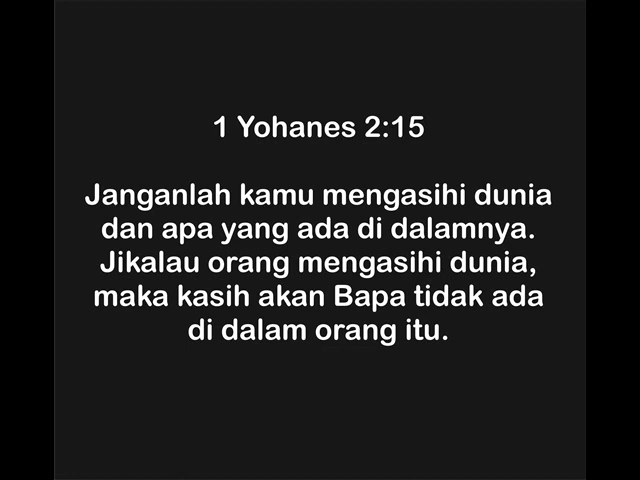 1 Yohanes 2:15
Janganlah kamu mengasihi dunia
dan apa yang ada di dalamnya.
Jikalau orang mengasihi dunia,
maka kasih akan Bapa tidak ada
di dalam orang itu.